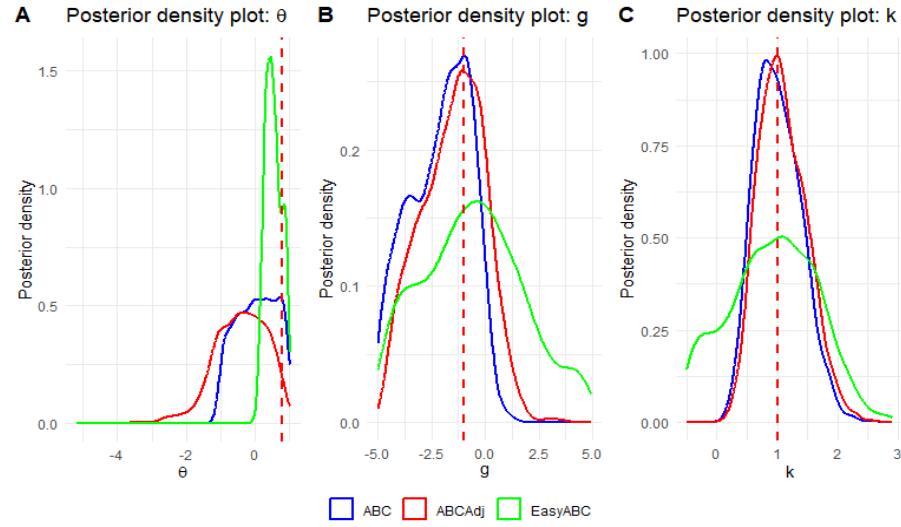 A
Posterior density plot: θ
B
Posterior density plot: g
C
Posterior density plot: k
Posterior density
1.5
1.0
0.5
0.0
-4
-2
0
θ
Posterior density
0.2
0.1
0.0
-5.0
-2.5
0.0
2.5
5.0
g
Posterior density
1.00
0.75
0.50
0.25
0.00
0
1
2
3
k
ABC
ABCAdj
EasyABC